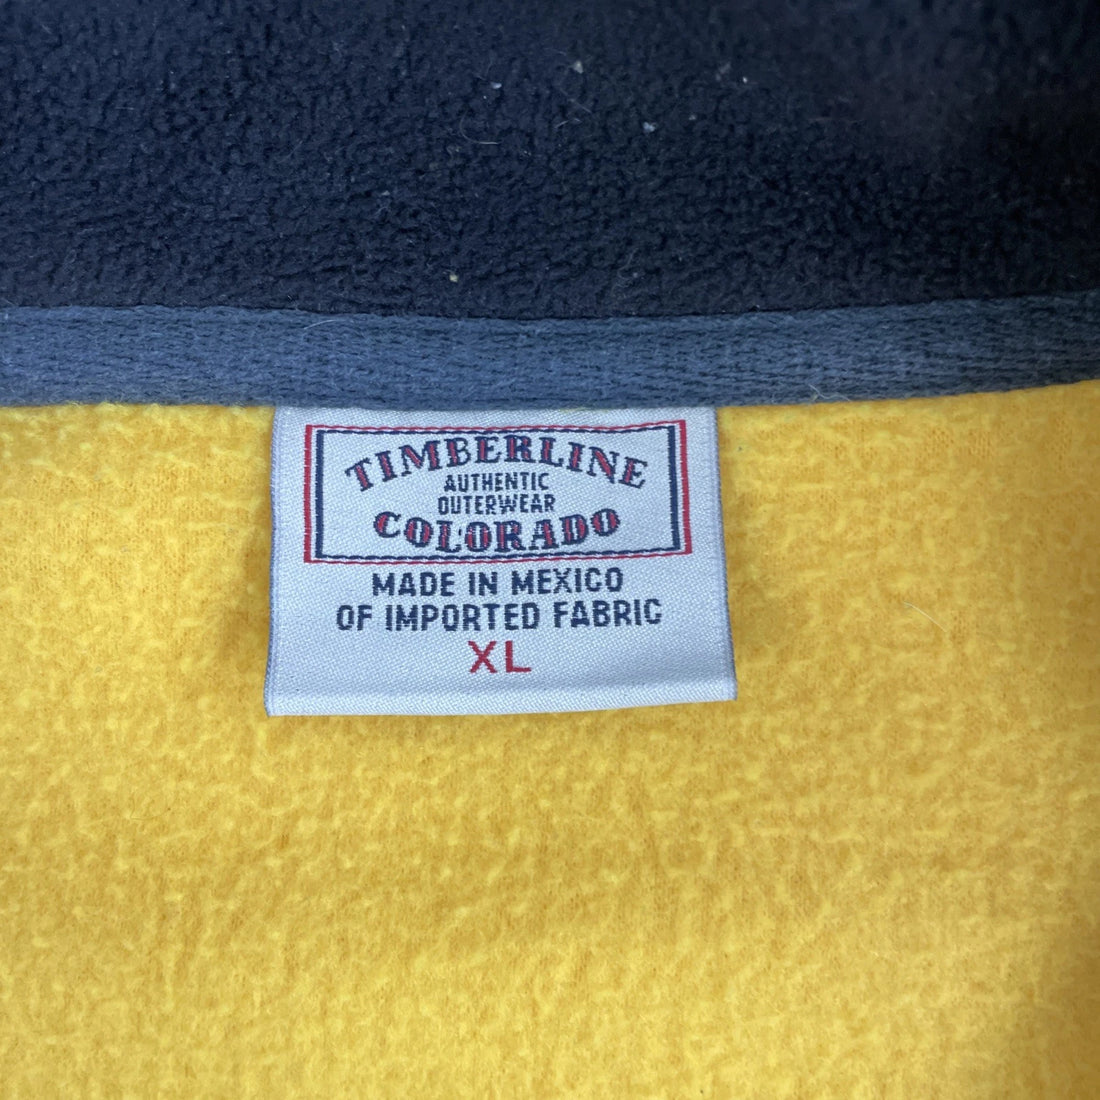 TIMBERLINE
AUTHENTIC
OUTERWEAR
COLORADO
MADE IN MEXICO
OF IMPORTED FABRIC
XL